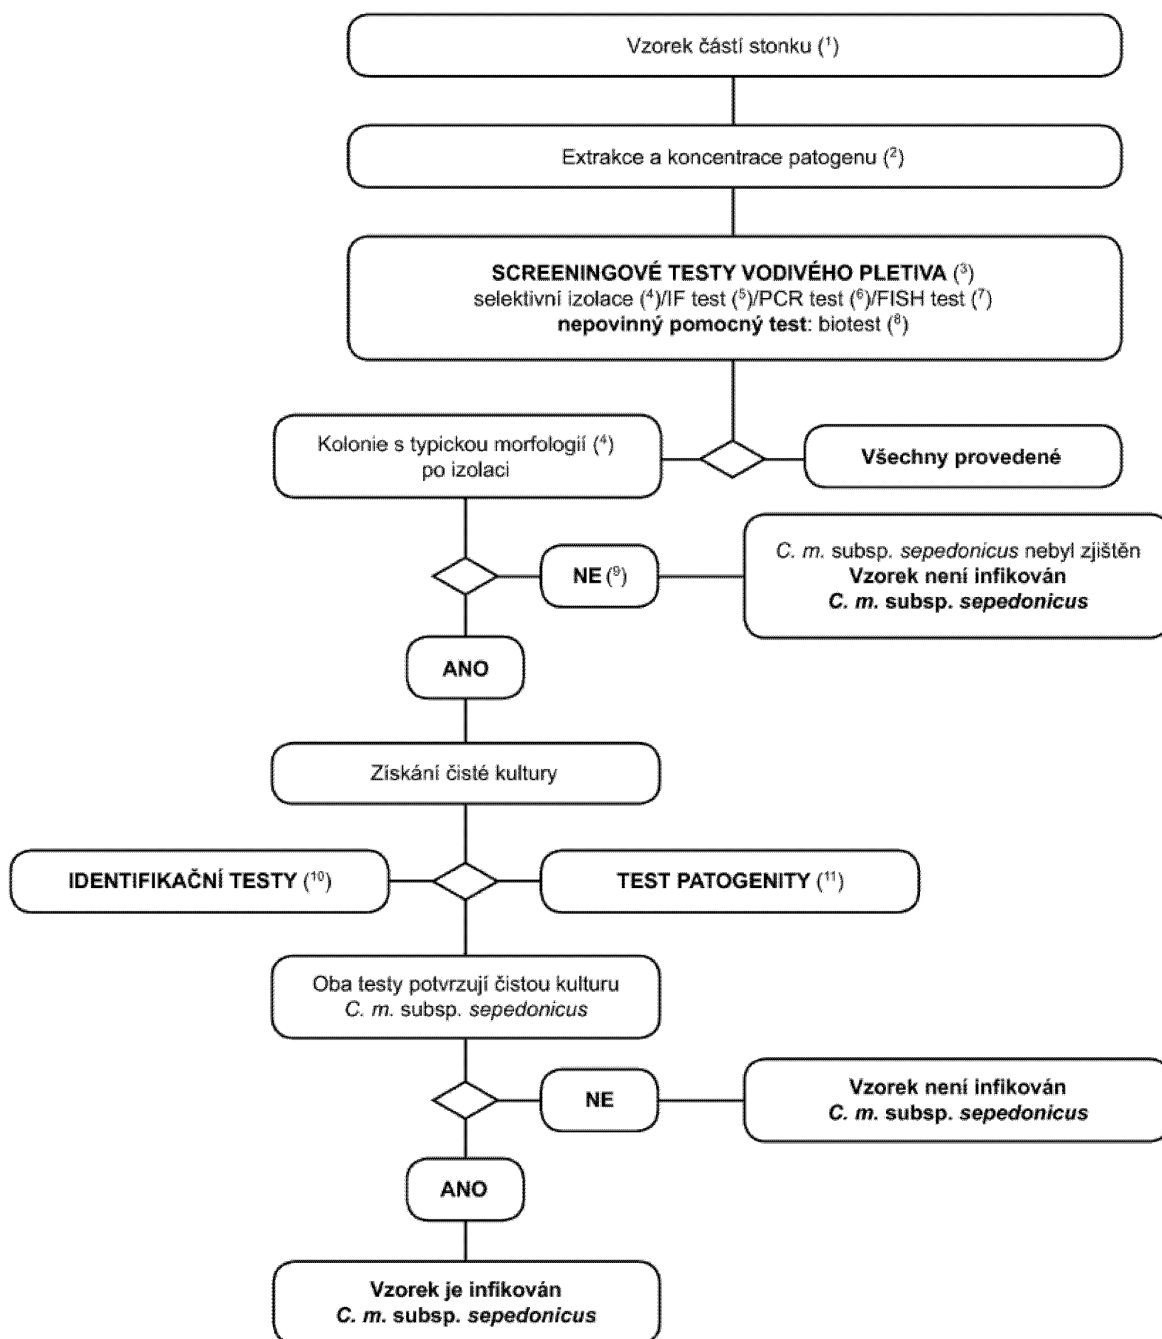 Vzorek částí stonku (¹)
Extrakce a koncentrace patogenu (²)
SCREENINGOVÉ TESTY VODIVÉHO PLETIVA (³)
selektivní izolace (⁴)/IF test (⁵)/PCR test (⁶)/FISH test (⁷)
nepovinný pomocný test: biotest (⁸)
Kolonie s typickou morfologií (⁴)
po izolaci
Všechny provedené
NE (⁹)
C. m. subsp. sepedonicus nebyl zjištěn
Vzorek není infikován
C. m. subsp. sepedonicus
ANO
Získání čisté kultury
IDENTIFIKAČNÍ TESTY (¹⁰)
TEST PATOGENITY (¹¹)
Oba testy potvrzují čistou kulturu
C. m. subsp. sepedonicus
NE
Vzorek není infikován
C. m. subsp. sepedonicus
ANO
Vzorek je infikován
C. m. subsp. sepedonicus